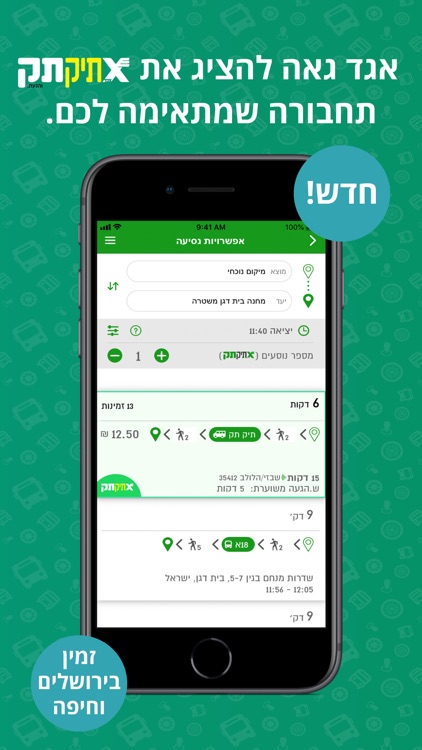 אגד גאה להציג את תיקתק
תחבורה שמתאימה לכם.
חדש!
9:41 AM
100%
אפשרויות נסיעה
מוצא מיקום נוכחי
יעד מחנה בית דגן משטרה
יציאה 11:40
?
מספר נוסעים (תיקתק)
1
6 דקות
13 זמינות
2
תיק תק
2
12.50 ₪
15 דקות
שבזי/הלולב 35412
ש.הגעה משוערת: 5 דקות
תיקתק
9 דק׳
2
18א
5
שדרות מנחם בגין 5-7, בית דגן, ישראל
11:56 - 12:05
9 דק׳
זמין
בירושלים
וחיפה